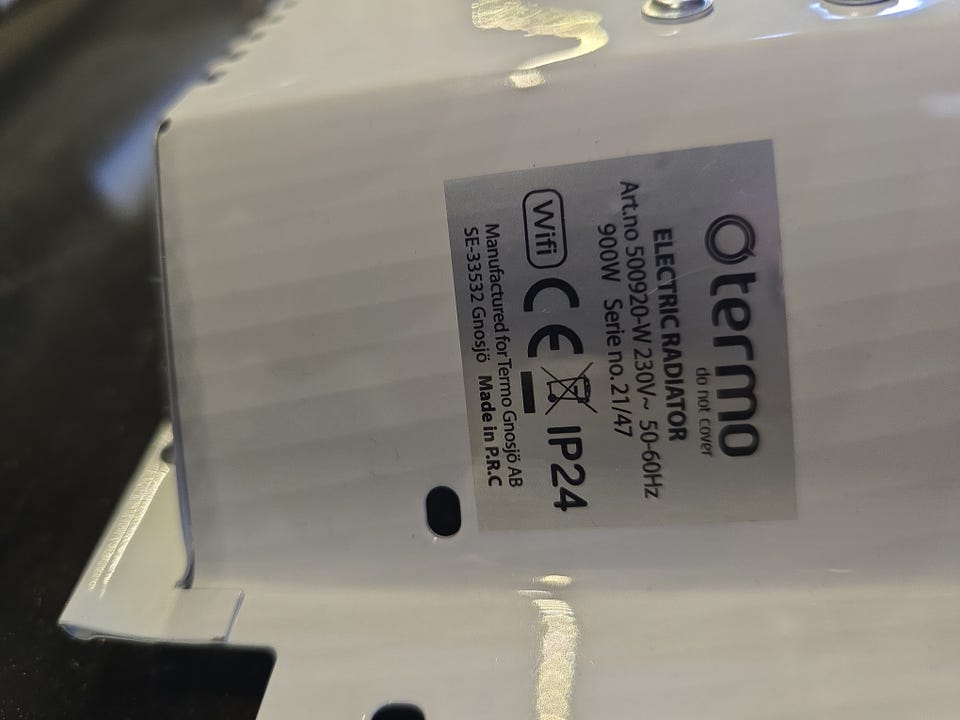 termo
do not cover
ELECTRIC RADIATOR
Art.no 500920-W 230V~ 50-60Hz
900W Serie no. 21/47
Wifi CE IP24
Manufactured for Termo Gnosjö AB
SE-33532 Gnosjö Made in P.R.C